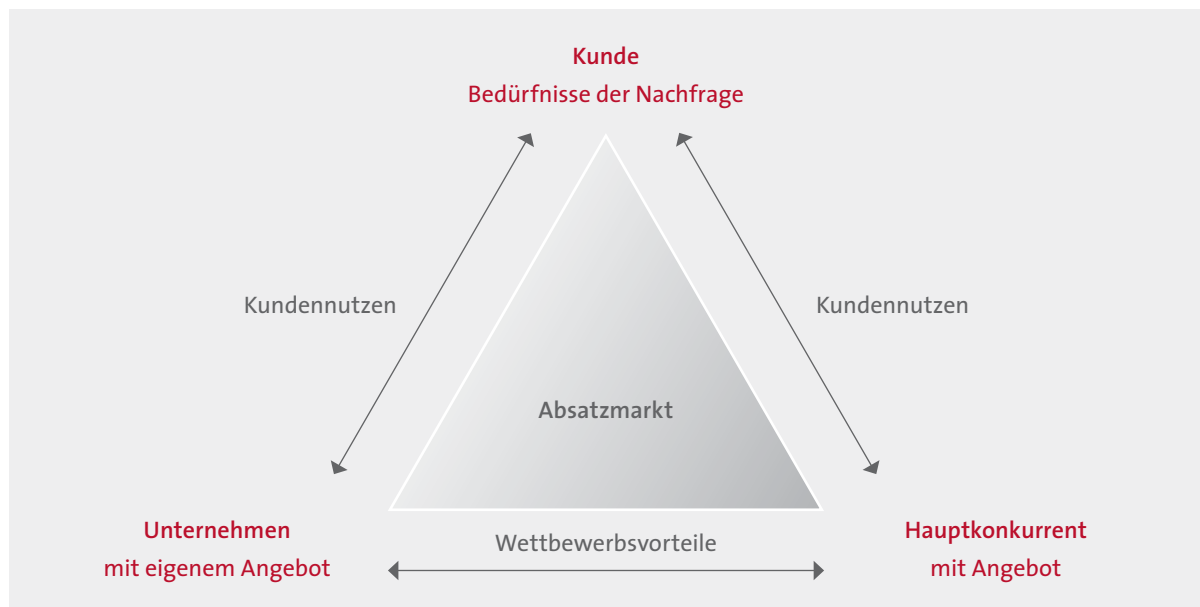 Kunde
Bedürfnisse der Nachfrage
Kundennutzen
Kundennutzen
Absatzmarkt
Unternehmen
mit eigenem Angebot
Wettbewerbsvorteile
Hauptkonkurrent
mit Angebot